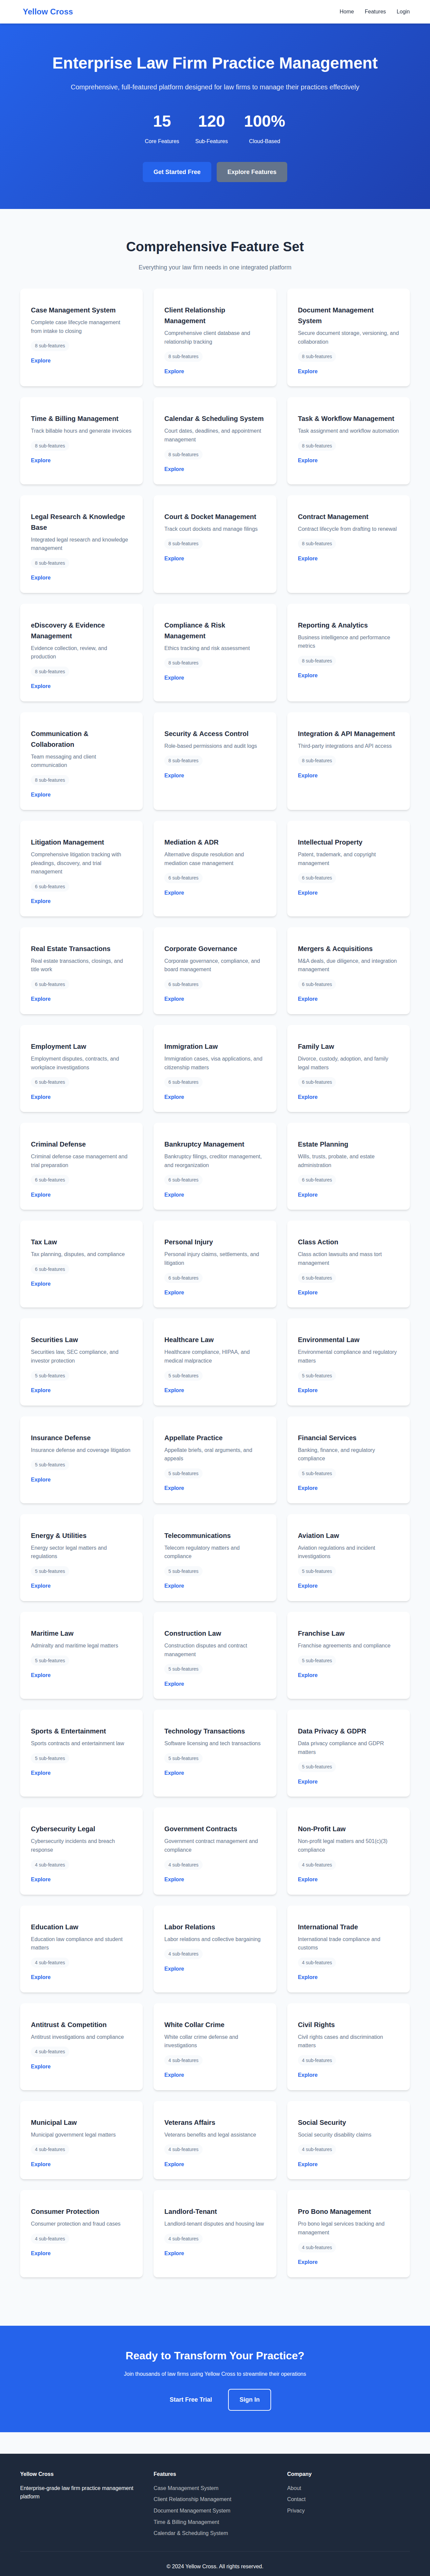 Yellow Cross
Home Features Login
Enterprise Law Firm Practice Management
Comprehensive, full-featured platform designed for law firms to manage their practices effectively
15 120 100%
Core Features Sub-Features Cloud-Based
Get Started Free Explore Features
Comprehensive Feature Set
Everything your law firm needs in one integrated platform
Case Management System
Complete case lifecycle management
from intake to closing
8 sub-features
Explore
Client Relationship
Management
Comprehensive client database and
relationship tracking
8 sub-features
Explore
Document Management
System
Secure document storage, versioning, and
collaboration
8 sub-features
Explore
Time & Billing Management
Track billable hours and generate invoices
8 sub-features
Explore
Calendar & Scheduling System
Court dates, deadlines, and appointment
management
8 sub-features
Explore
Task & Workflow Management
Task assignment and workflow automation
8 sub-features
Explore
Legal Research & Knowledge
Base
Integrated legal research and knowledge
management
8 sub-features
Explore
Court & Docket Management
Track court dockets and manage filings
8 sub-features
Explore
Contract Management
Contract lifecycle from drafting to renewal
8 sub-features
Explore
eDiscovery & Evidence
Management
Evidence collection, review, and
production
8 sub-features
Explore
Compliance & Risk
Management
Ethics tracking and risk assessment
8 sub-features
Explore
Reporting & Analytics
Business intelligence and performance
metrics
8 sub-features
Explore
Communication &
Collaboration
Team messaging and client
communication
8 sub-features
Explore
Security & Access Control
Role-based permissions and audit logs
8 sub-features
Explore
Integration & API Management
Third-party integrations and API access
8 sub-features
Explore
Litigation Management
Comprehensive litigation tracking with
pleadings, discovery, and trial
management
6 sub-features
Explore
Mediation & ADR
Alternative dispute resolution and
mediation case management
6 sub-features
Explore
Intellectual Property
Patent, trademark, and copyright
management
6 sub-features
Explore
Real Estate Transactions
Real estate transactions, closings, and
title work
6 sub-features
Explore
Corporate Governance
Corporate governance, compliance, and
board management
6 sub-features
Explore
Mergers & Acquisitions
M&A deals, due diligence, and integration
management
6 sub-features
Explore
Employment Law
Employment disputes, contracts, and
workplace investigations
6 sub-features
Explore
Immigration Law
Immigration cases, visa applications, and
citizenship matters
6 sub-features
Explore
Family Law
Divorce, custody, adoption, and family
legal matters
6 sub-features
Explore
Criminal Defense
Criminal defense case management and
trial preparation
6 sub-features
Explore
Bankruptcy Management
Bankruptcy filings, creditor management,
and reorganization
6 sub-features
Explore
Estate Planning
Wills, trusts, probate, and estate
administration
6 sub-features
Explore
Tax Law
Tax planning, disputes, and compliance
6 sub-features
Explore
Personal Injury
Personal injury claims, settlements, and
litigation
6 sub-features
Explore
Class Action
Class action lawsuits and mass tort
management
6 sub-features
Explore
Securities Law
Securities law, SEC compliance, and
investor protection
5 sub-features
Explore
Healthcare Law
Healthcare compliance, HIPAA, and
medical malpractice
5 sub-features
Explore
Environmental Law
Environmental compliance and regulatory
matters
5 sub-features
Explore
Insurance Defense
Insurance defense and coverage litigation
5 sub-features
Explore
Appellate Practice
Appellate briefs, oral arguments, and
appeals
5 sub-features
Explore
Financial Services
Banking, finance, and regulatory
compliance
5 sub-features
Explore
Energy & Utilities
Energy sector legal matters and
regulations
5 sub-features
Explore
Telecommunications
Telecom regulatory matters and
compliance
5 sub-features
Explore
Aviation Law
Aviation regulations and incident
investigations
5 sub-features
Explore
Maritime Law
Admiralty and maritime legal matters
5 sub-features
Explore
Construction Law
Construction disputes and contract
management
5 sub-features
Explore
Franchise Law
Franchise agreements and compliance
5 sub-features
Explore
Sports & Entertainment
Sports contracts and entertainment law
5 sub-features
Explore
Technology Transactions
Software licensing and tech transactions
5 sub-features
Explore
Data Privacy & GDPR
Data privacy compliance and GDPR
matters
5 sub-features
Explore
Cybersecurity Legal
Cybersecurity incidents and breach
response
4 sub-features
Explore
Government Contracts
Government contract management and
compliance
4 sub-features
Explore
Non-Profit Law
Non-profit legal matters and 501(c)(3)
compliance
4 sub-features
Explore
Education Law
Education law compliance and student
matters
4 sub-features
Explore
Labor Relations
Labor relations and collective bargaining
4 sub-features
Explore
International Trade
International trade compliance and
customs
4 sub-features
Explore
Antitrust & Competition
Antitrust investigations and compliance
4 sub-features
Explore
White Collar Crime
White collar crime defense and
investigations
4 sub-features
Explore
Civil Rights
Civil rights cases and discrimination
matters
4 sub-features
Explore
Municipal Law
Municipal government legal matters
4 sub-features
Explore
Veterans Affairs
Veterans benefits and legal assistance
4 sub-features
Explore
Social Security
Social security disability claims
4 sub-features
Explore
Consumer Protection
Consumer protection and fraud cases
4 sub-features
Explore
Landlord-Tenant
Landlord-tenant disputes and housing law
4 sub-features
Explore
Pro Bono Management
Pro bono legal services tracking and
management
4 sub-features
Explore
Ready to Transform Your Practice?
Join thousands of law firms using Yellow Cross to streamline their operations
Start Free Trial Sign In
Yellow Cross
Enterprise-grade law firm practice management
platform
Features
Case Management System
Client Relationship Management
Document Management System
Time & Billing Management
Calendar & Scheduling System
Company
About
Contact
Privacy
© 2024 Yellow Cross. All rights reserved.